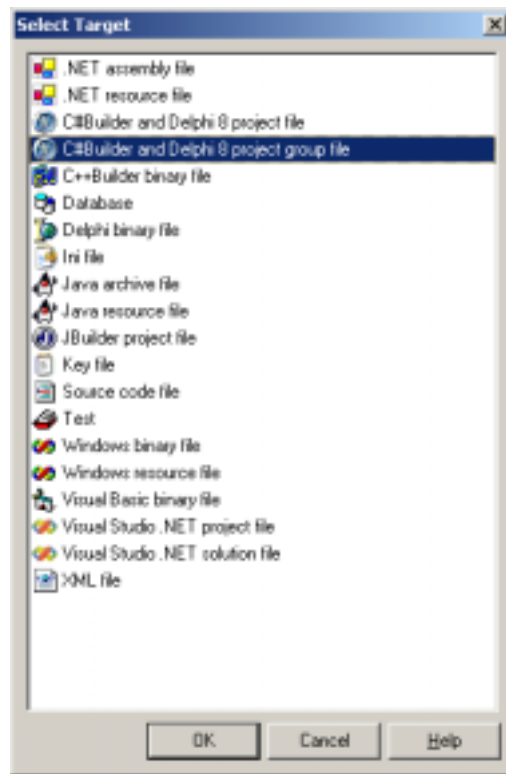 Select Target
.NET assembly file
.NET resource file
C#Builder and Delphi 8 project file
C#Builder and Delphi 8 project group file
C++Builder binary file
Database
Delphi binary file
Ini file
Java archive file
Java resource file
JBuilder project file
Key file
Source code file
Test
Windows binary file
Windows resource file
Visual Basic binary file
Visual Studio .NET project file
Visual Studio .NET solution file
XML file
OK Cancel Help